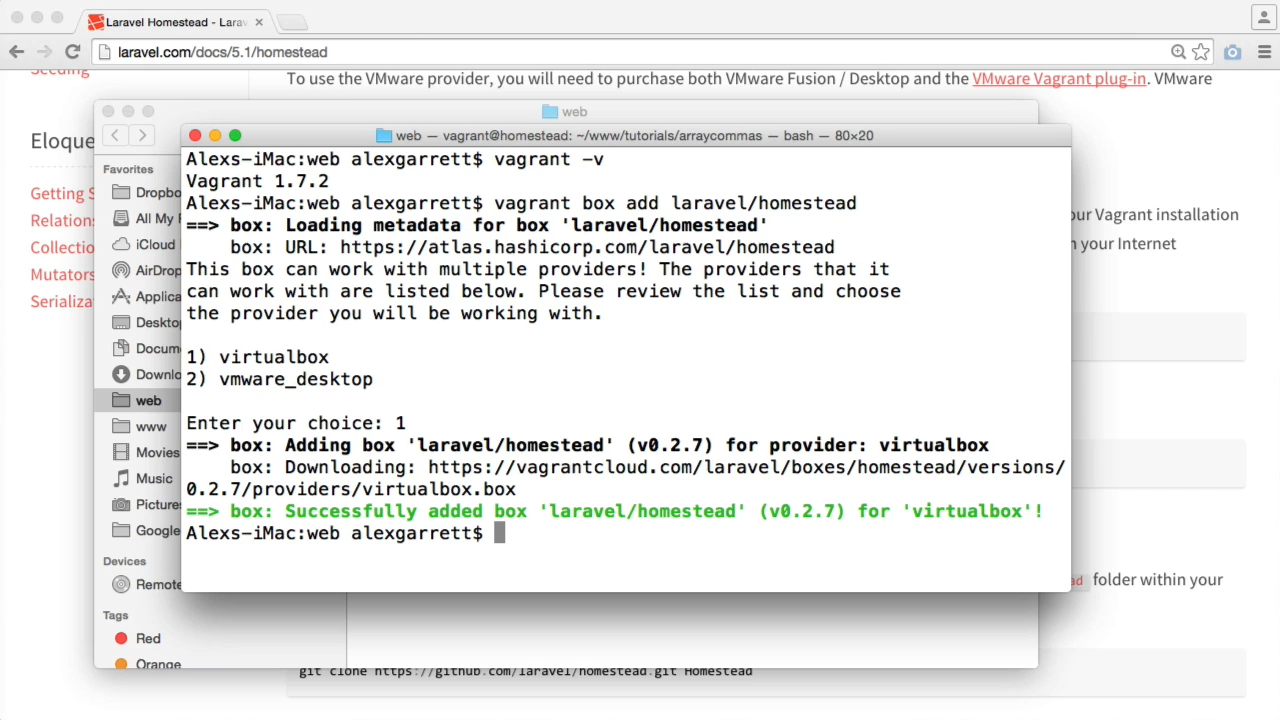 Laravel Homestead - Larav
laravel.com/docs/5.1/homestead
Seeding
To use the VMware provider, you will need to purchase both VMware Fusion / Desktop and the VMware Vagrant plug-in. VMware
web
web — vagrant@homestead: ~/www/tutorials/arraycommas — bash — 80×20
Eloque
Getting S
Relation
Collectio
Mutators
Serializa
Favorites
Dropbo
All My F
iCloud
AirDrop
Applica
Desktop
Docum
Downlo
web
www
Movies
Music
Pictures
Google
Devices
Remote
Tags
Red
Orange
Alexs-iMac:web alexgarrett$ vagrant -v
Vagrant 1.7.2
Alexs-iMac:web alexgarrett$ vagrant box add laravel/homestead
==> box: Loading metadata for box 'laravel/homestead'
box: URL: https://atlas.hashicorp.com/laravel/homestead
This box can work with multiple providers! The providers that it
can work with are listed below. Please review the list and choose
the provider you will be working with.
1) virtualbox
2) vmware_desktop
Enter your choice: 1
==> box: Adding box 'laravel/homestead' (v0.2.7) for provider: virtualbox
box: Downloading: https://vagrantcloud.com/laravel/boxes/homestead/versions/
0.2.7/providers/virtualbox.box
==> box: Successfully added box 'laravel/homestead' (v0.2.7) for 'virtualbox'!
Alexs-iMac:web alexgarrett$
our Vagrant installation
n your Internet
ad folder within your
git clone https://github.com/laravel/homestead.git Homestead